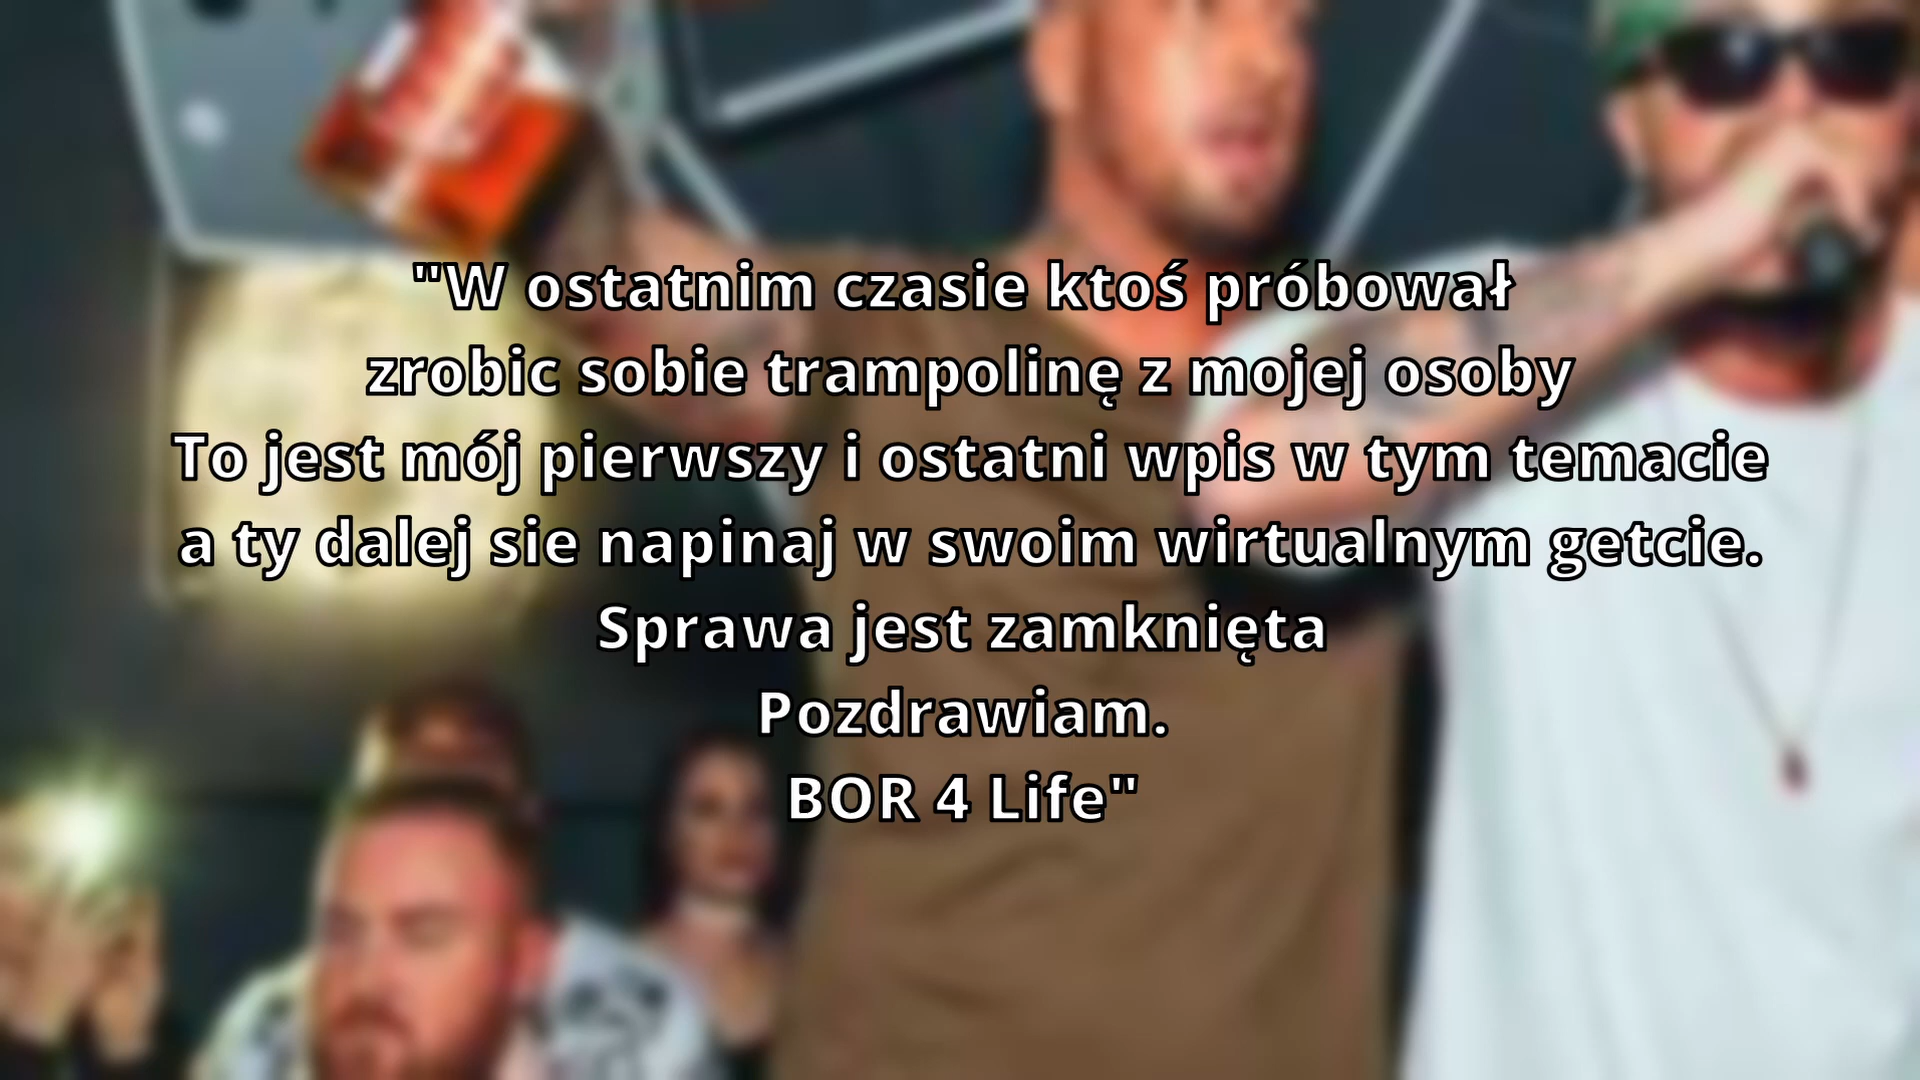 "W ostatnim czasie ktoś próbował
zrobic sobie trampolinę z mojej osoby
To jest mój pierwszy i ostatni wpis w tym temacie
a ty dalej sie napinaj w swoim wirtualnym getcie.
Sprawa jest zamknięta
Pozdrawiam.
BOR 4 Life"